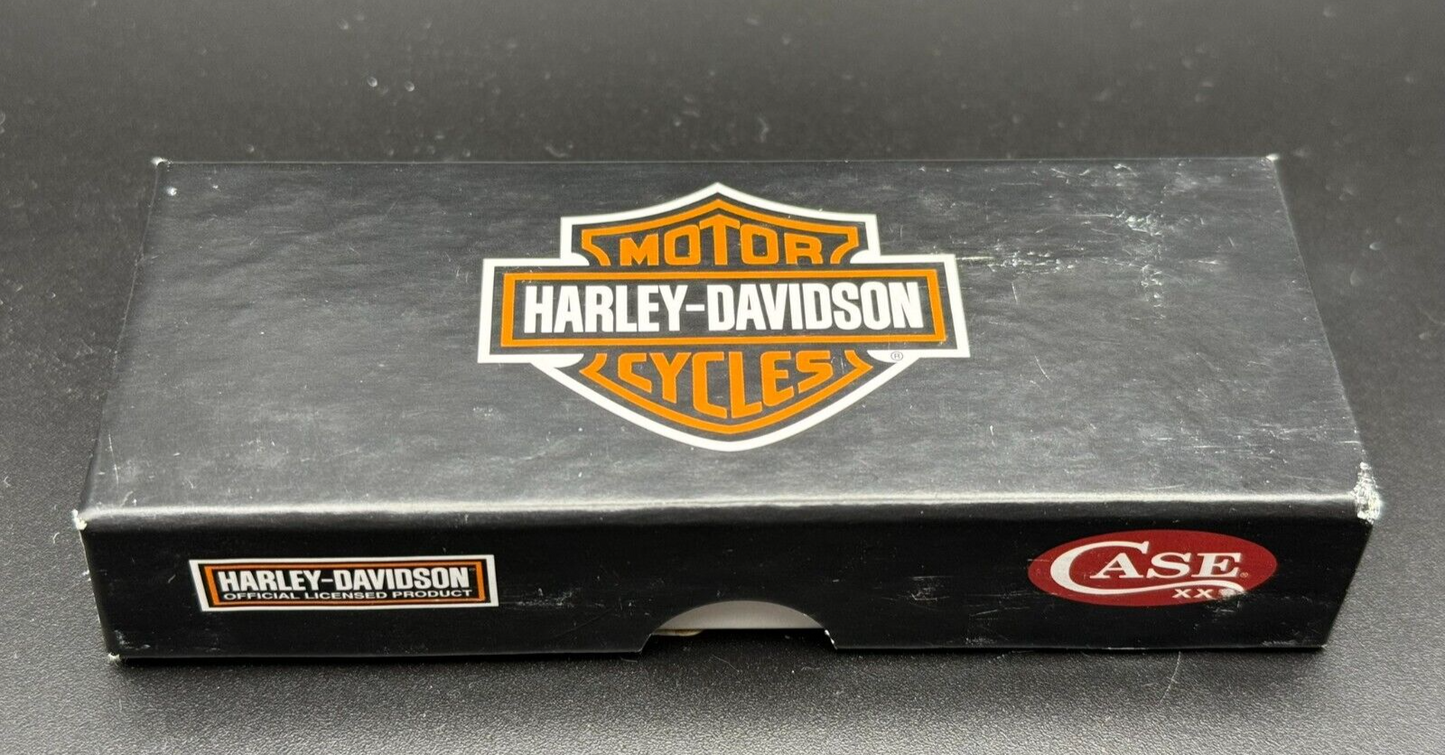 MOTOR
HARLEY-DAVIDSON
CYCLES
®
HARLEY-DAVIDSON
OFFICIAL LICENSED PRODUCT
CASE
XX